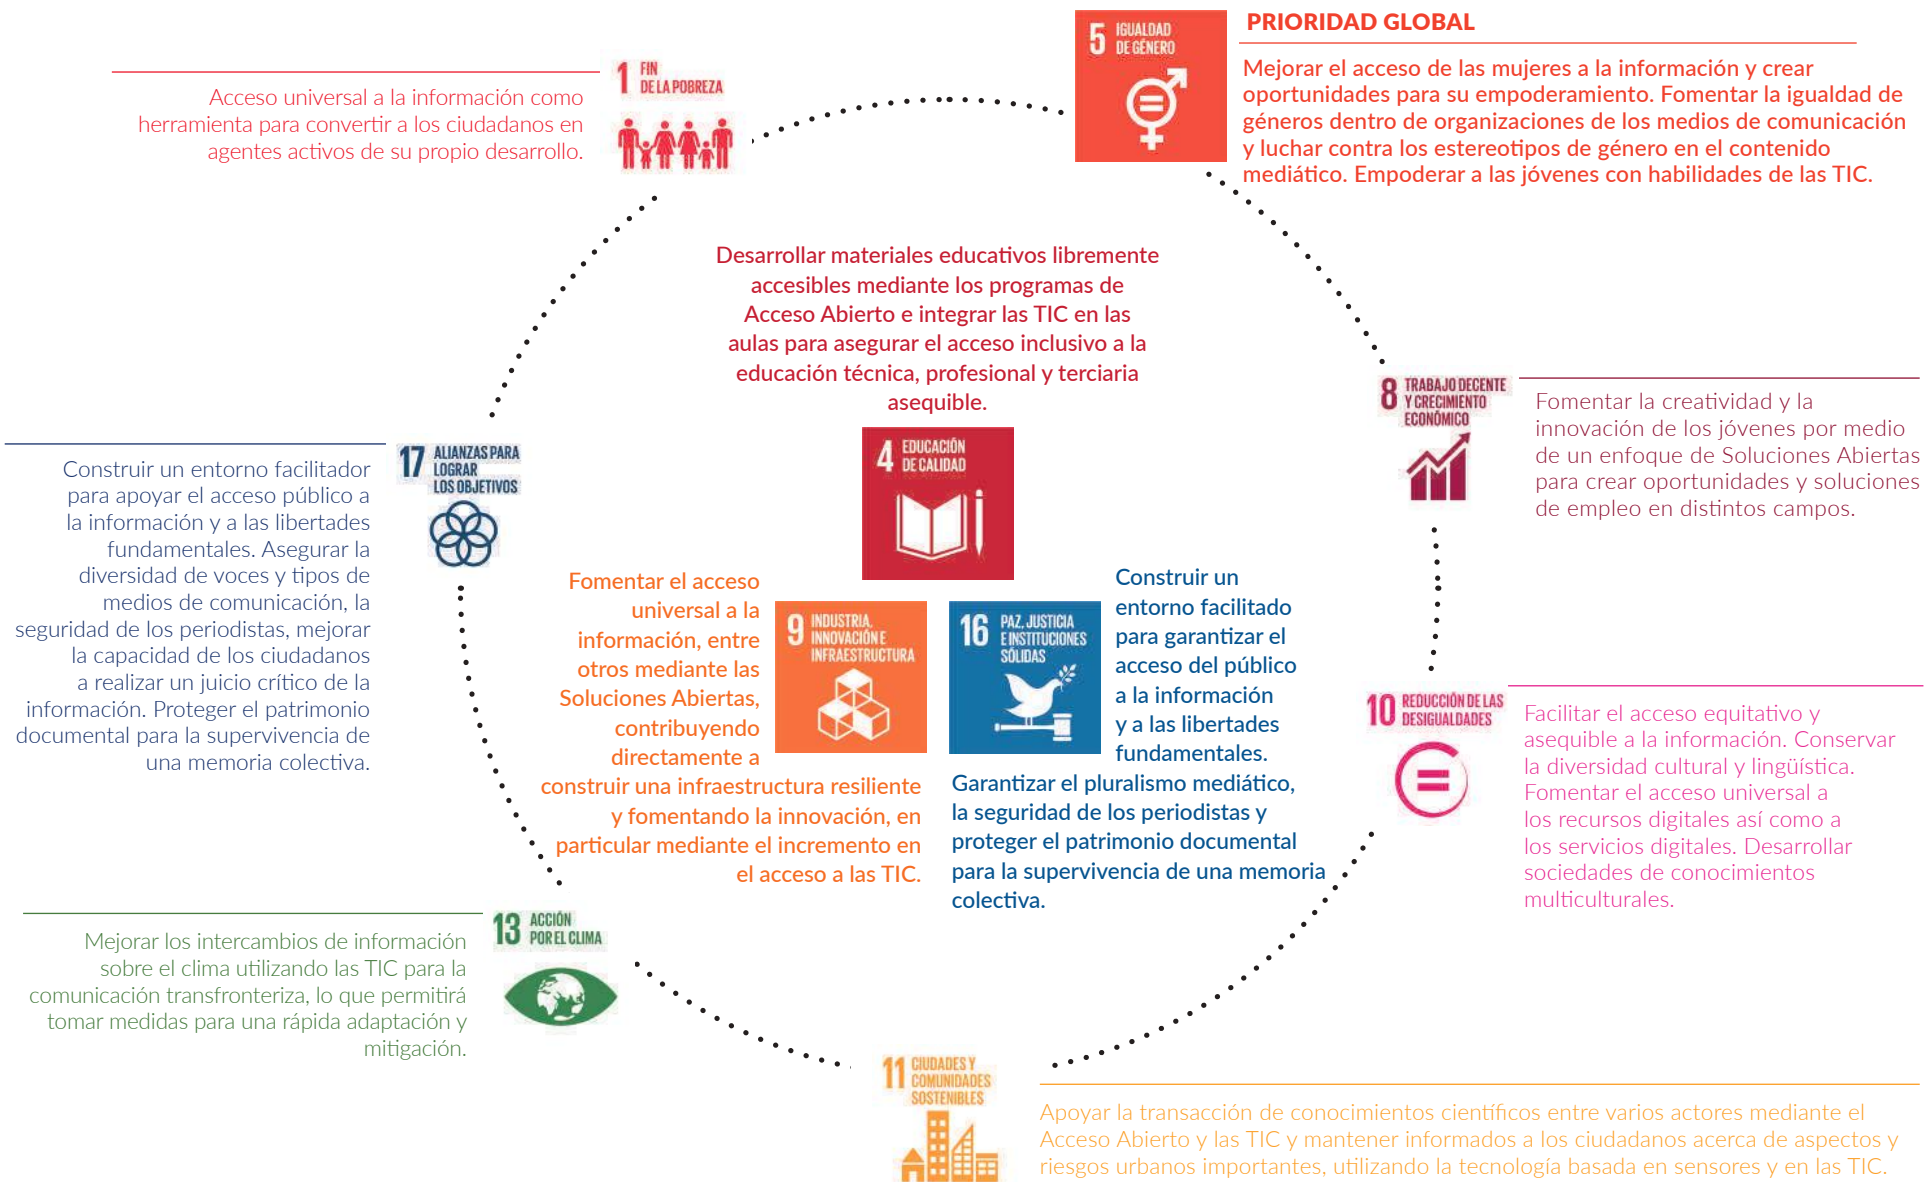 1 FIN
DE LA POBREZA
Acceso universal a la información como
herramienta para convertir a los ciudadanos en
agentes activos de su propio desarrollo.
5 IGUALDAD
DE GÉNERO
PRIORIDAD GLOBAL
Mejorar el acceso de las mujeres a la información y crear
oportunidades para su empoderamiento. Fomentar la igualdad de
géneros dentro de organizaciones de los medios de comunicación
y luchar contra los estereotipos de género en el contenido
mediático. Empoderar a las jóvenes con habilidades de las TIC.
Desarrollar materiales educativos libremente
accesibles mediante los programas de
Acceso Abierto e integrar las TIC en las
aulas para asegurar el acceso inclusivo a la
educación técnica, profesional y terciaria
asequible.
4 EDUCACIÓN
DE CALIDAD
8 TRABAJO DECENTE
Y CRECIMIENTO
ECONÓMICO
Fomentar la creatividad y la
innovación de los jóvenes por medio
de un enfoque de Soluciones Abiertas
para crear oportunidades y soluciones
de empleo en distintos campos.
17 ALIANZAS PARA
LOGRAR
LOS OBJETIVOS
Construir un entorno facilitador
para apoyar el acceso público a
la información y a las libertades
fundamentales. Asegurar la
diversidad de voces y tipos de
medios de comunicación, la
seguridad de los periodistas, mejorar
la capacidad de los ciudadanos
a realizar un juicio crítico de la
información. Proteger el patrimonio
documental para la supervivencia de
una memoria colectiva.
Fomentar el acceso
universal a la
información, entre
otros mediante las
Soluciones Abiertas,
contribuyendo
directamente a
construir una infraestructura resiliente
y fomentando la innovación, en
particular mediante el incremento en
el acceso a las TIC.
9 INDUSTRIA,
INNOVACIÓN E
INFRAESTRUCTURA
16 PAZ, JUSTICIA
E INSTITUCIONES
SÓLIDAS
Construir un
entorno facilitado
para garantizar el
acceso del público
a la información
y a las libertades
fundamentales.
Garantizar el pluralismo mediático,
la seguridad de los periodistas y
proteger el patrimonio documental
para la supervivencia de una memoria
colectiva.
10 REDUCCIÓN DE LAS
DESIGUALDADES
Facilitar el acceso equitativo y
asequible a la información. Conservar
la diversidad cultural y lingüística.
Fomentar el acceso universal a
los recursos digitales así como a
los servicios digitales. Desarrollar
sociedades de conocimientos
multiculturales.
13 ACCIÓN
POR EL CLIMA
Mejorar los intercambios de información
sobre el clima utilizando las TIC para la
comunicación transfronteriza, lo que permitirá
tomar medidas para una rápida adaptación y
mitigación.
11 CIUDADES Y
COMUNIDADES
SOSTENIBLES
Apoyar la transacción de conocimientos científicos entre varios actores mediante el
Acceso Abierto y las TIC y mantener informados a los ciudadanos acerca de aspectos y
riesgos urbanos importantes, utilizando la tecnología basada en sensores y en las TIC.